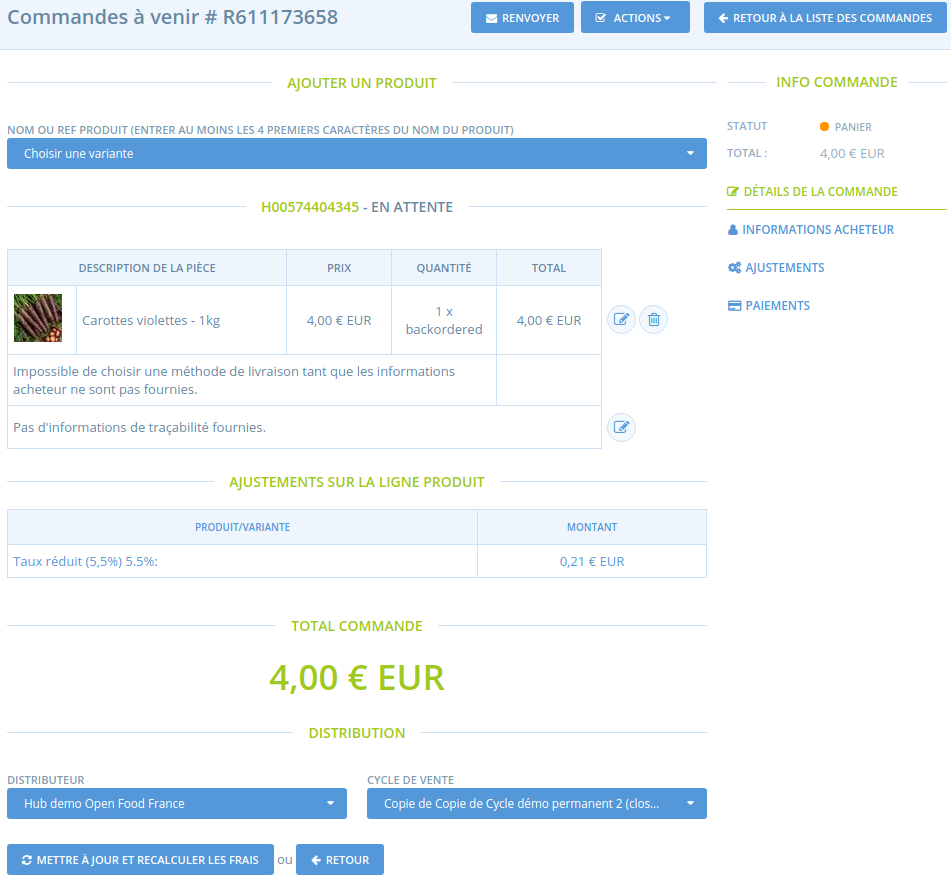 Commandes à venir # R611173658
RENVOYER
ACTIONS
RETOUR À LA LISTE DES COMMANDES
AJOUTER UN PRODUIT
NOM OU REF PRODUIT (ENTRER AU MOINS LES 4 PREMIERS CARACTÈRES DU NOM DU PRODUIT)
Choisir une variante
H00574404345 - EN ATTENTE
DESCRIPTION DE LA PIÈCE PRIX QUANTITÉ TOTAL
Carottes violettes - 1kg 4,00 € EUR 1 x backordered 4,00 € EUR
Impossible de choisir une méthode de livraison tant que les informations
acheteur ne sont pas fournies.
Pas d'informations de traçabilité fournies.
AJUSTEMENTS SUR LA LIGNE PRODUIT
PRODUIT/VARIANTE MONTANT
Taux réduit (5,5%) 5.5%: 0,21 € EUR
TOTAL COMMANDE
4,00 € EUR
DISTRIBUTION
DISTRIBUTEUR CYCLE DE VENTE
Hub demo Open Food France Copie de Copie de Cycle démo permanent 2 (clos...
METTRE À JOUR ET RECALCULER LES FRAIS ou RETOUR
INFO COMMANDE
STATUT PANIER
TOTAL : 4,00 € EUR
DÉTAILS DE LA COMMANDE
INFORMATIONS ACHETEUR
AJUSTEMENTS
PAIEMENTS